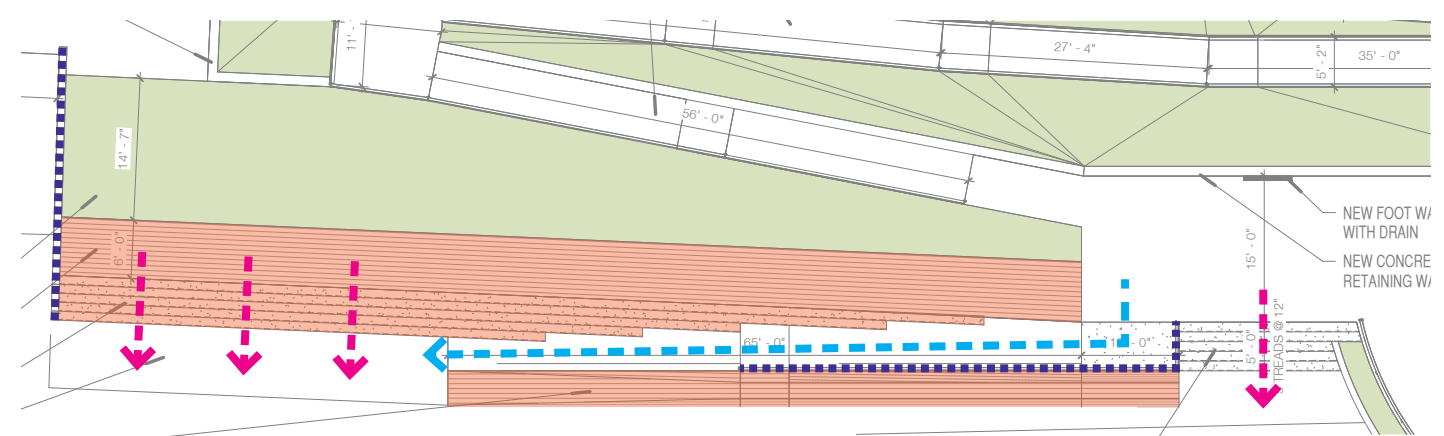 11'-
27' - 4"
5' - 2"
35' - 0"
56' - 0"
14' - 7"
NEW FOOT WA
WITH DRAIN
15' - 0"
6' - 0"
NEW CONCRE
RETAINING WA
65' - 0"
5' - 0"
TREADS @ 12"